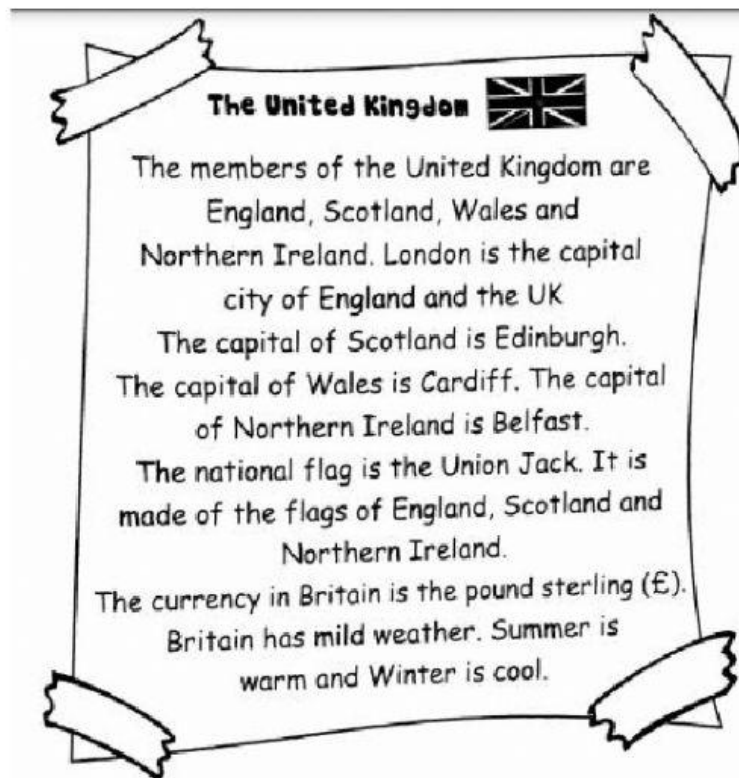 The United Kingdom
The members of the United Kingdom are
England, Scotland, Wales and
Northern Ireland. London is the capital
city of England and the UK
The capital of Scotland is Edinburgh.
The capital of Wales is Cardiff. The capital
of Northern Ireland is Belfast.
The national flag is the Union Jack. It is
made of the flags of England, Scotland and
Northern Ireland.
The currency in Britain is the pound sterling (£).
Britain has mild weather. Summer is
warm and Winter is cool.